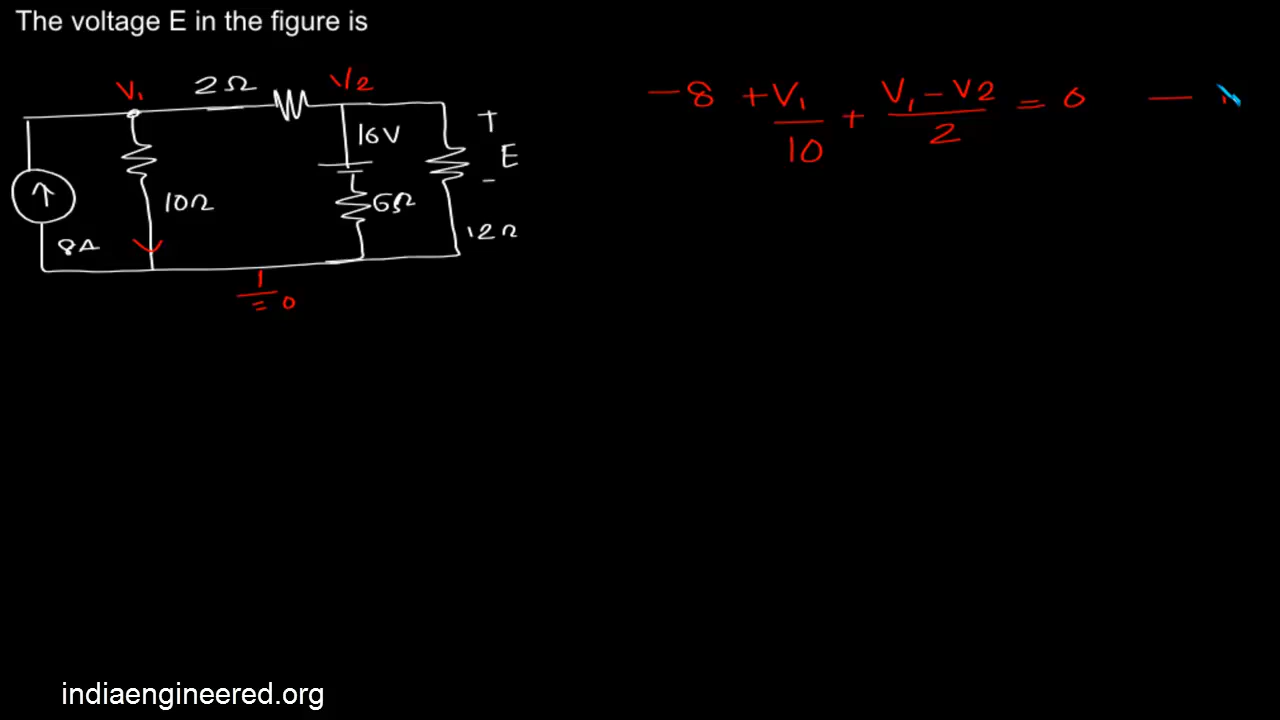 The voltage E in the figure is
V₁ 2Ω V2
16V + E -
10Ω 6Ω
8A 12Ω
= 0
-8 + V₁/10 + (V₁ - V2)/2 = 0 —
indiaengineered.org